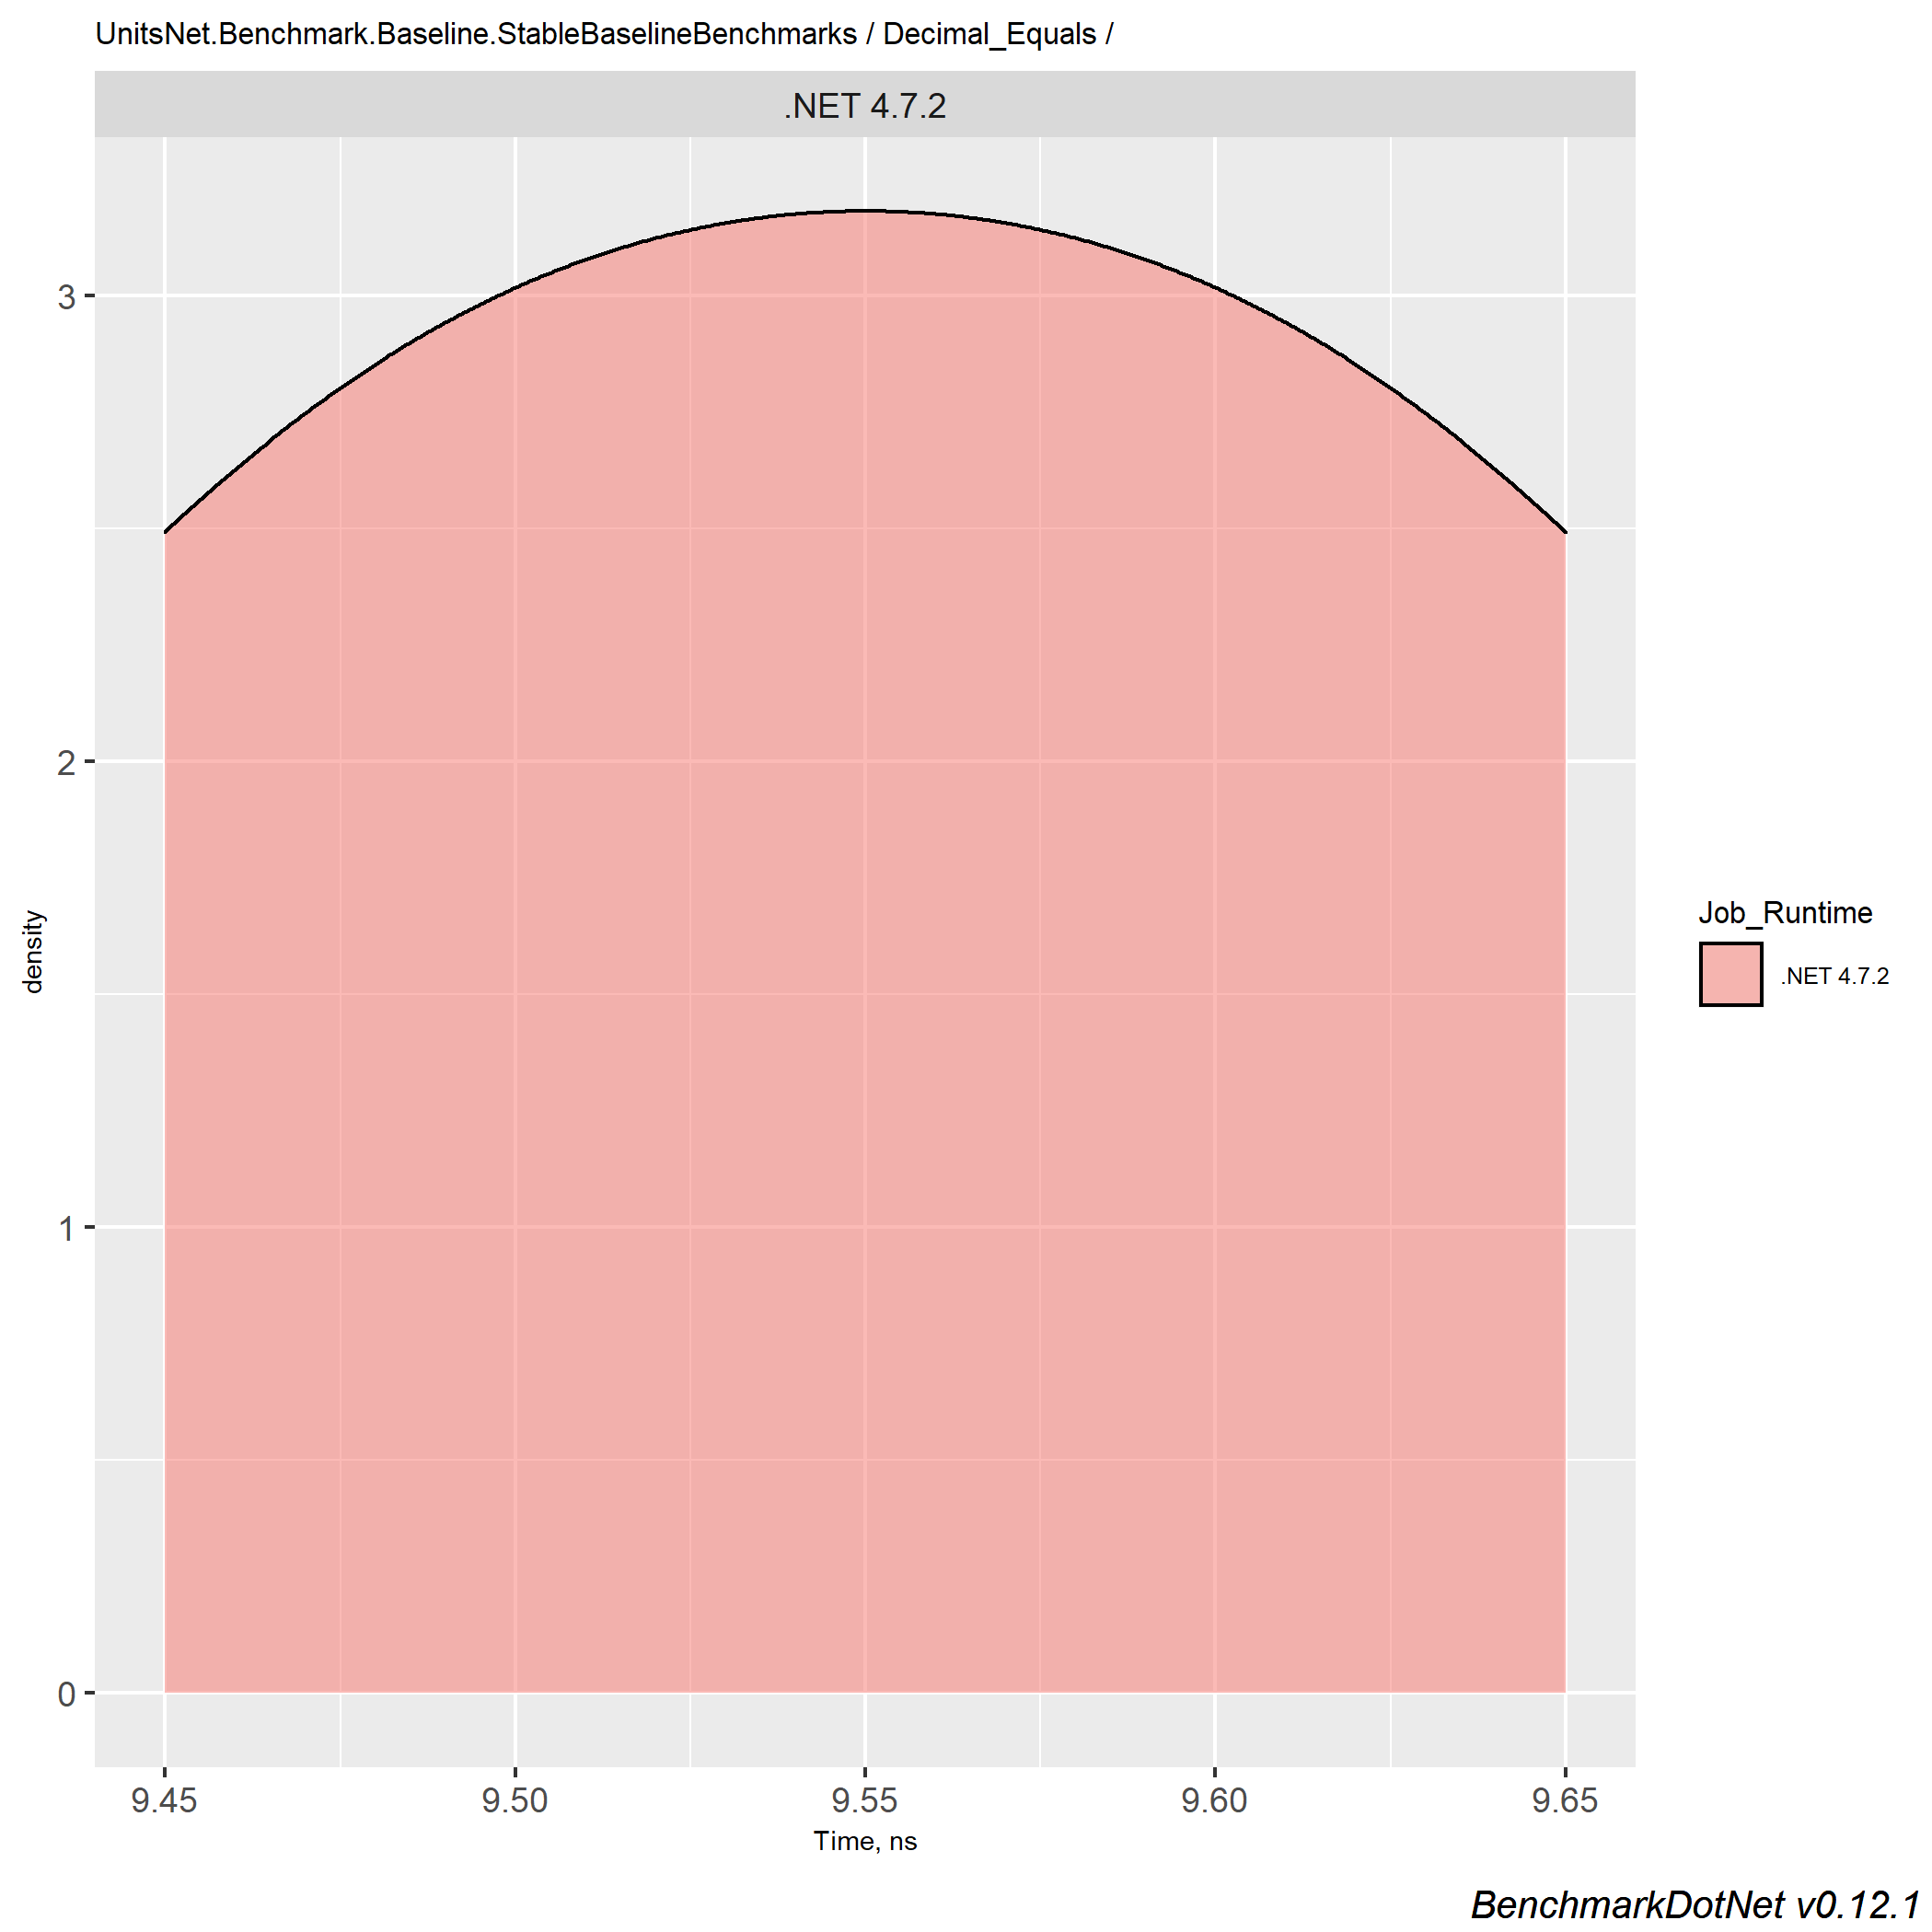 UnitsNet.Benchmark.Baseline.StableBaselineBenchmarks / Decimal_Equals /
.NET 4.7.2
3
2
1
0
density
9.45 9.50 9.55 9.60 9.65
Time, ns
Job_Runtime
.NET 4.7.2
BenchmarkDotNet v0.12.1